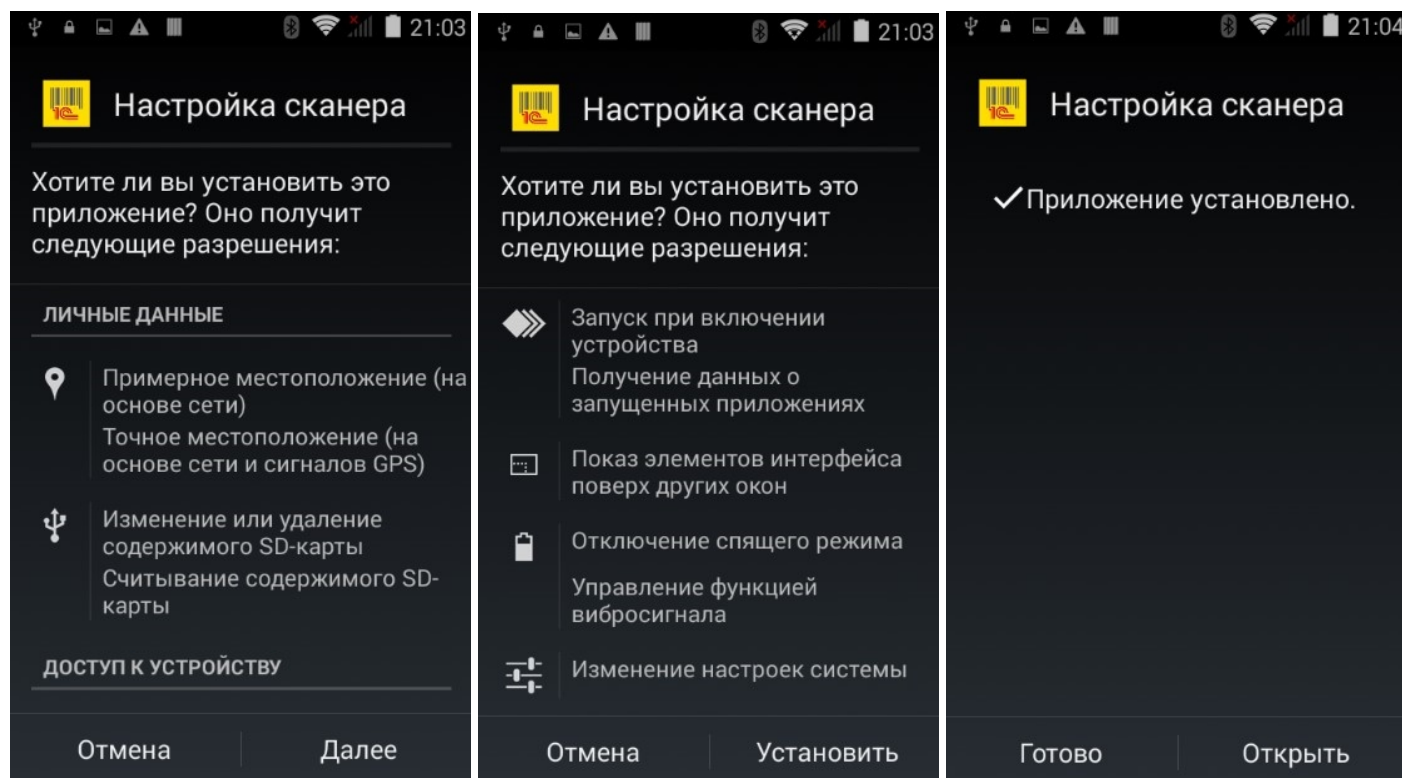 21:03
Настройка сканера
Хотите ли вы установить это
приложение? Оно получит
следующие разрешения:
ЛИЧНЫЕ ДАННЫЕ
Примерное местоположение (на
основе сети)
Точное местоположение (на
основе сети и сигналов GPS)
Изменение или удаление
содержимого SD-карты
Считывание содержимого SD-
карты
ДОСТУП К УСТРОЙСТВУ
Отмена
Далее
21:03
Настройка сканера
Хотите ли вы установить это
приложение? Оно получит
следующие разрешения:
Запуск при включении
устройства
Получение данных о
запущенных приложениях
Показ элементов интерфейса
поверх других окон
Отключение спящего режима
Управление функцией
вибросигнала
Изменение настроек системы
Отмена
Установить
21:04
Настройка сканера
Приложение установлено.
Готово
Открыть